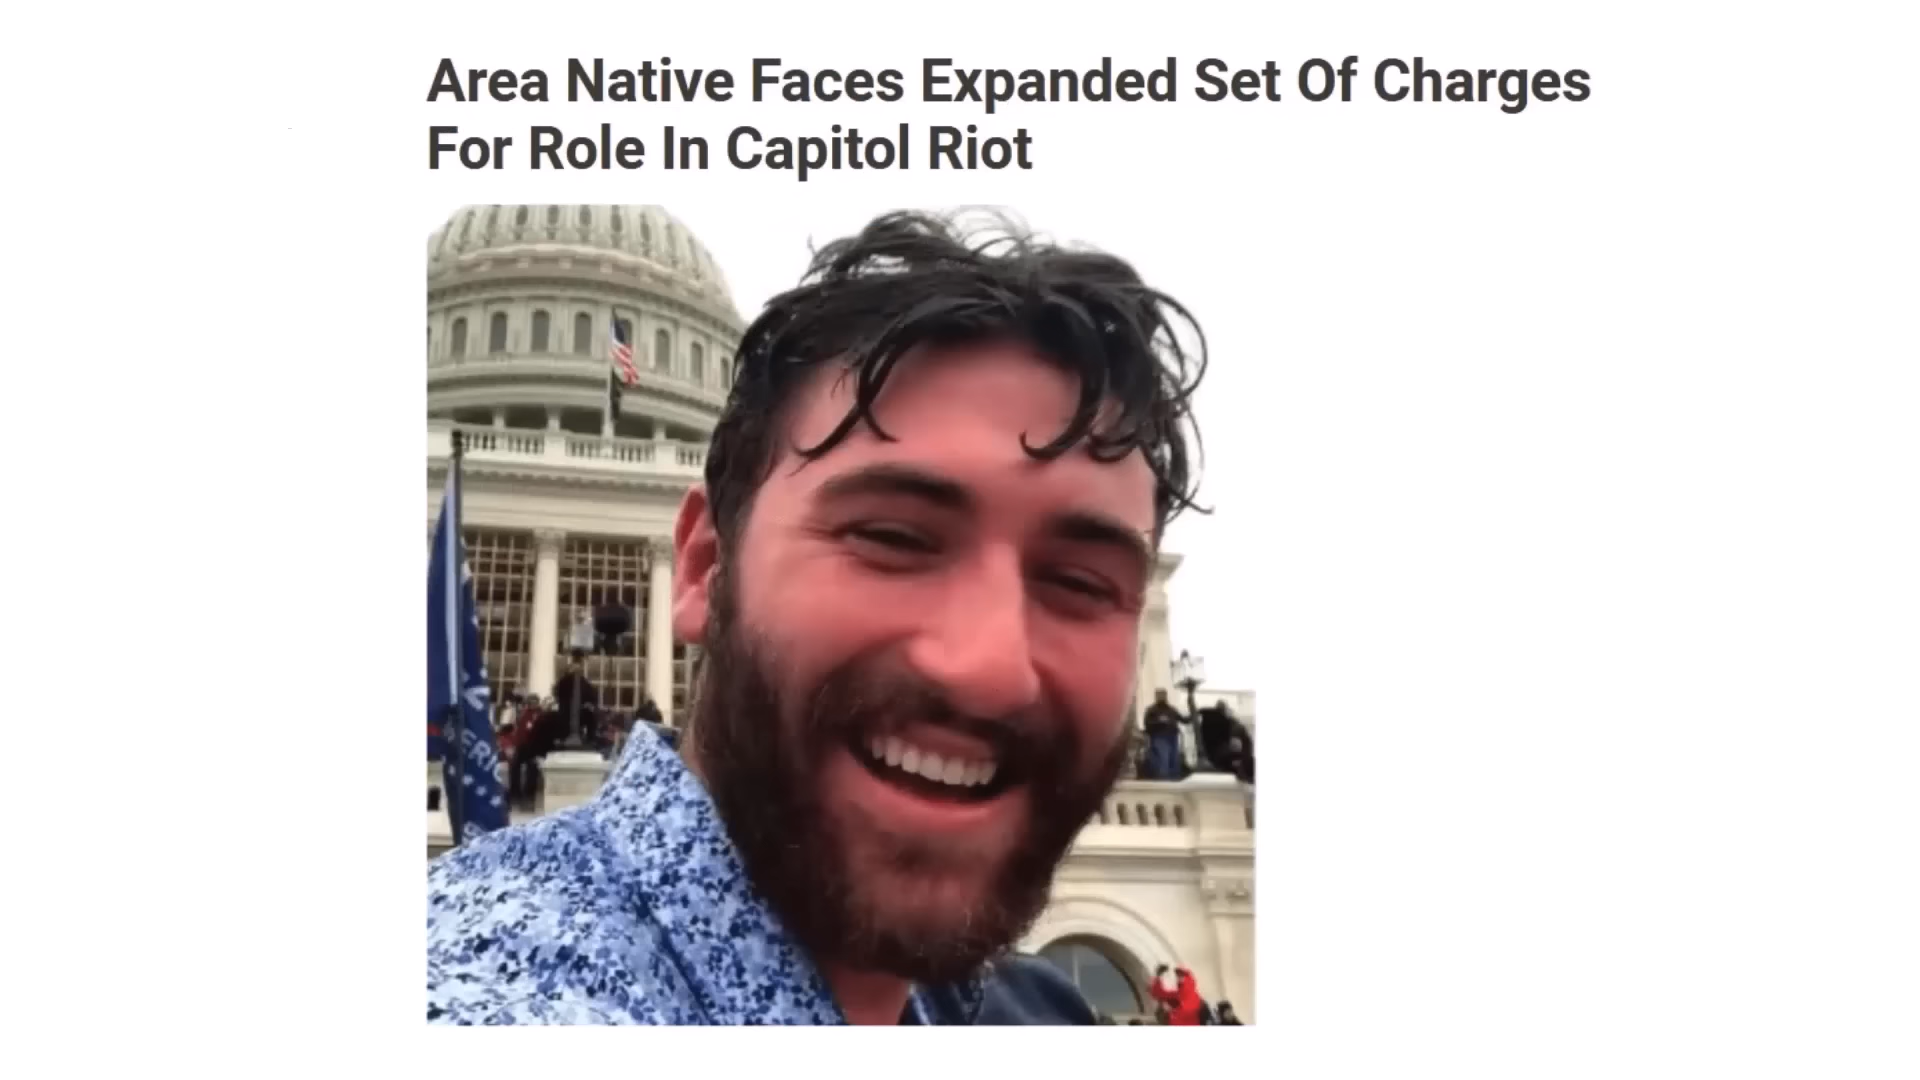 Area Native Faces Expanded Set Of Charges
For Role In Capitol Riot